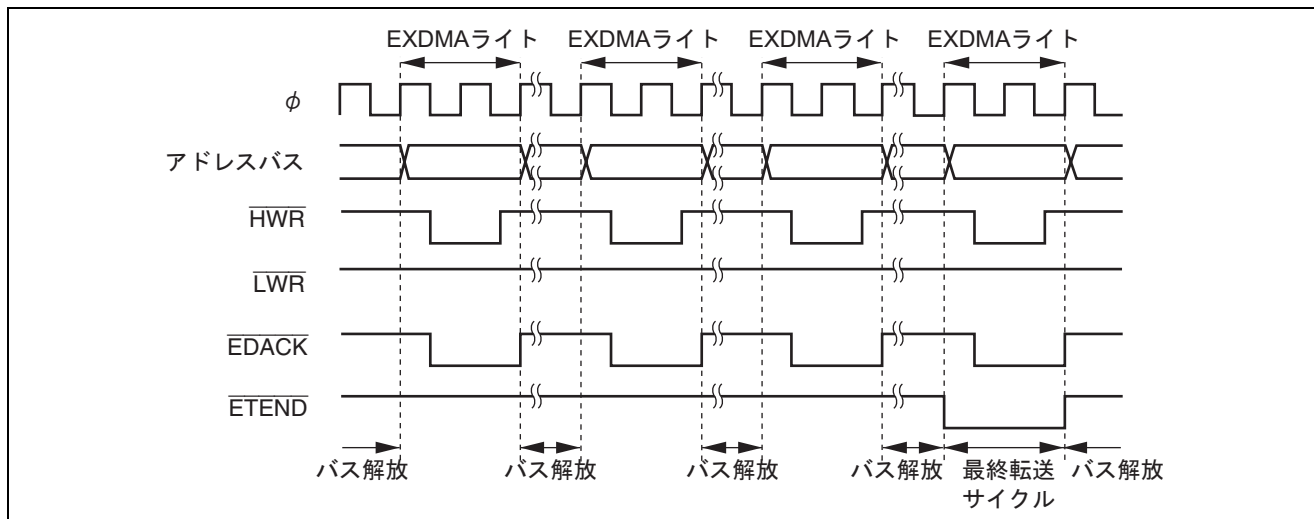 EXDMAライト EXDMAライト EXDMAライト EXDMAライト
φ
アドレスバス
HWR
LWR
EDACK
ETEND
バス解放 バス解放 バス解放 バス解放 最終転送サイクル バス解放